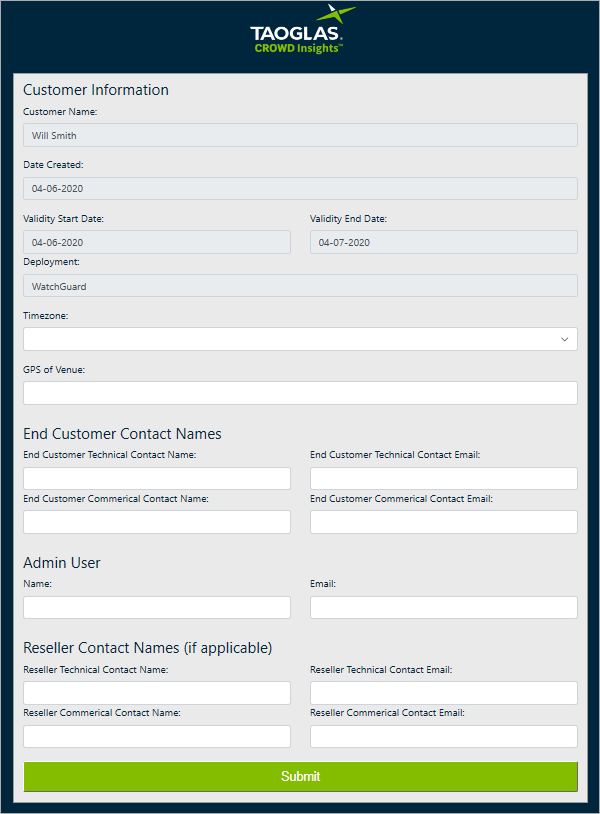 TAOGLAS.
CROWD Insights™
Customer Information
Customer Name:
Will Smith
Date Created:
04-06-2020
Validity Start Date: Validity End Date:
04-06-2020 04-07-2020
Deployment:
WatchGuard
Timezone:
GPS of Venue:
End Customer Contact Names
End Customer Technical Contact Name: End Customer Technical Contact Email:
End Customer Commerical Contact Name: End Customer Commerical Contact Email:
Admin User
Name: Email:
Reseller Contact Names (if applicable)
Reseller Technical Contact Name: Reseller Technical Contact Email:
Reseller Commerical Contact Name: Reseller Commerical Contact Email:
Submit